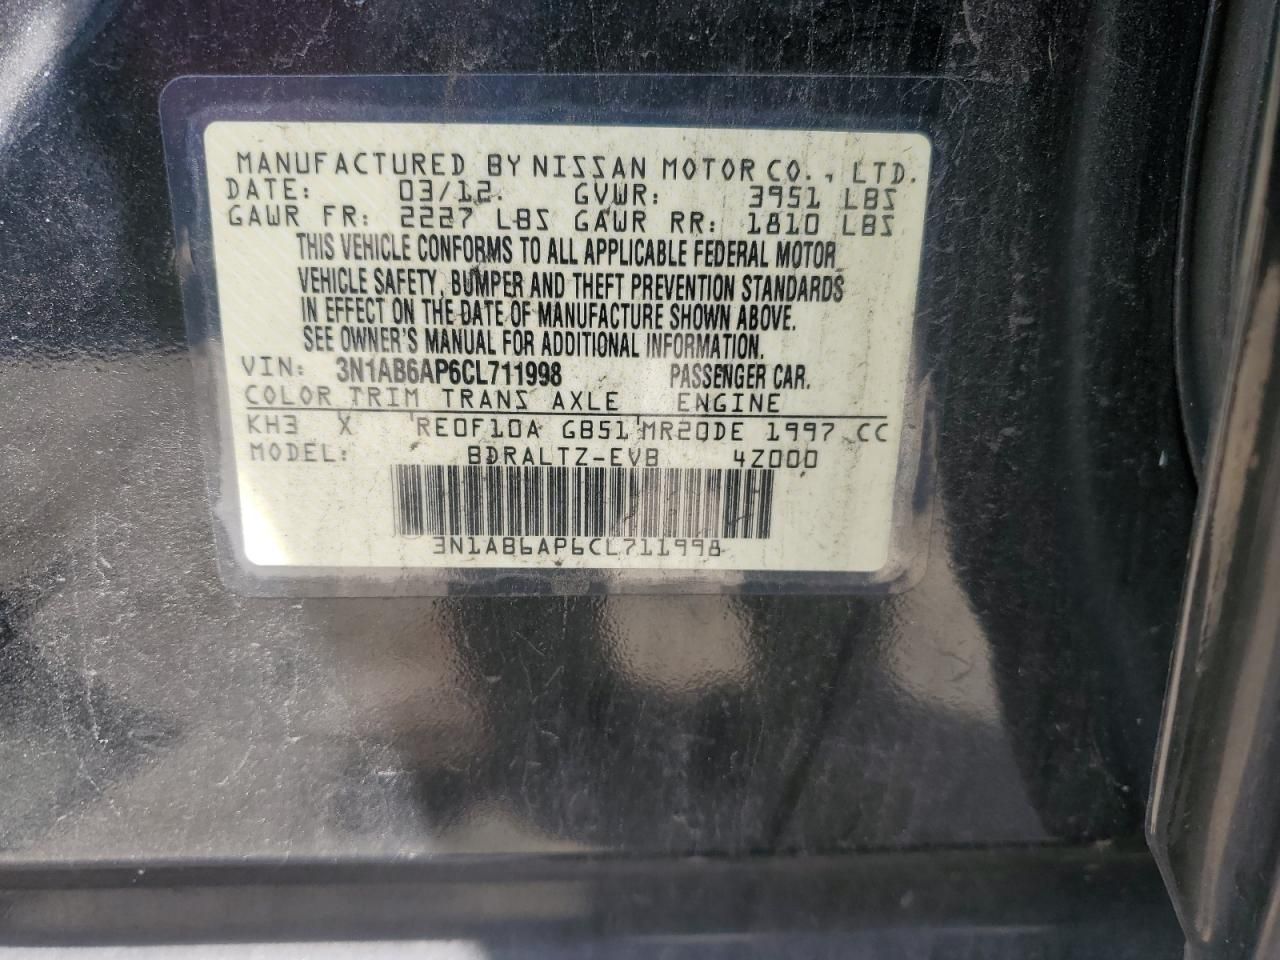 MANUFACTURED BY NISSAN MOTOR CO., LTD.
DATE: 03/12 GVWR: 3951 LBS
GAWR FR: 2227 LBS GAWR RR: 1810 LBS
THIS VEHICLE CONFORMS TO ALL APPLICABLE FEDERAL MOTOR
VEHICLE SAFETY, BUMPER AND THEFT PREVENTION STANDARDS
IN EFFECT ON THE DATE OF MANUFACTURE SHOWN ABOVE.
SEE OWNER'S MANUAL FOR ADDITIONAL INFORMATION.
VIN: 3N1AB6AP6CL711998 PASSENGER CAR.
COLOR TRIM TRANS AXLE ENGINE
KH3 X RE0F10A GB51 MR20DE 1997 CC
MODEL: BDRALTZ-EVB 4Z000
3N1AB6AP6CL711998